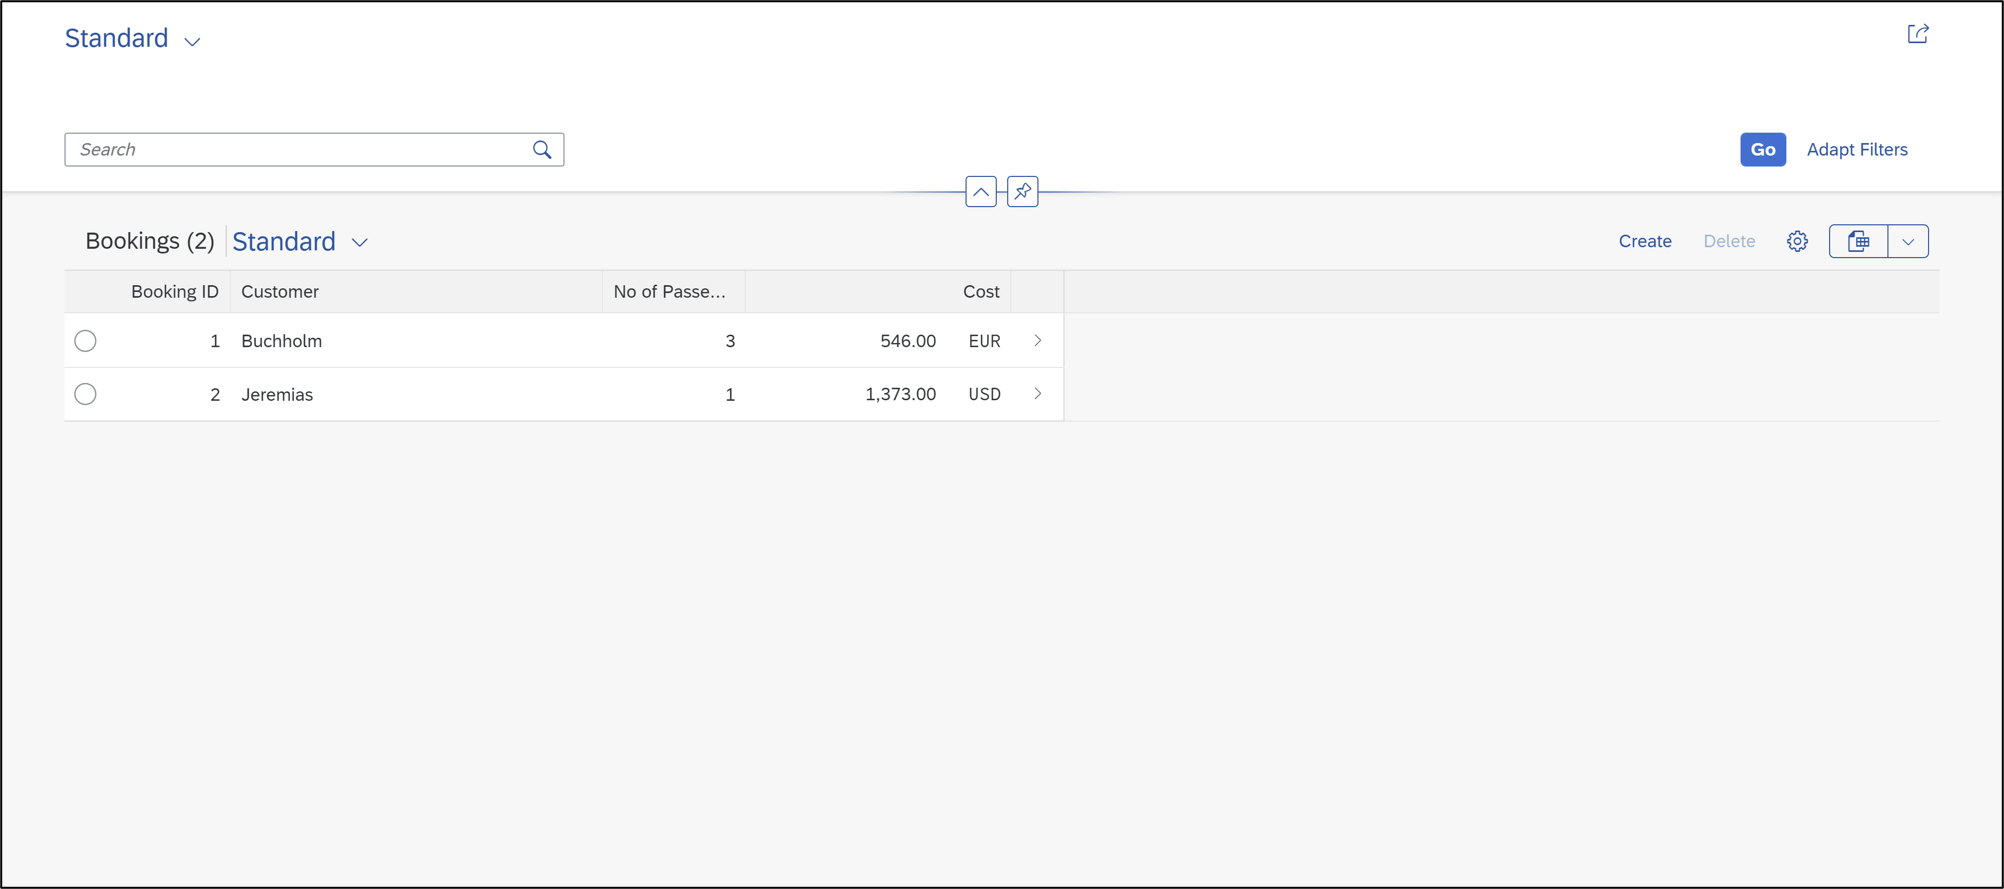 Standard
Search
Go Adapt Filters
Bookings (2) Standard Create Delete
Booking ID Customer No of Passe... Cost
1 Buchholm 3 546.00 EUR
2 Jeremias 1 1,373.00 USD